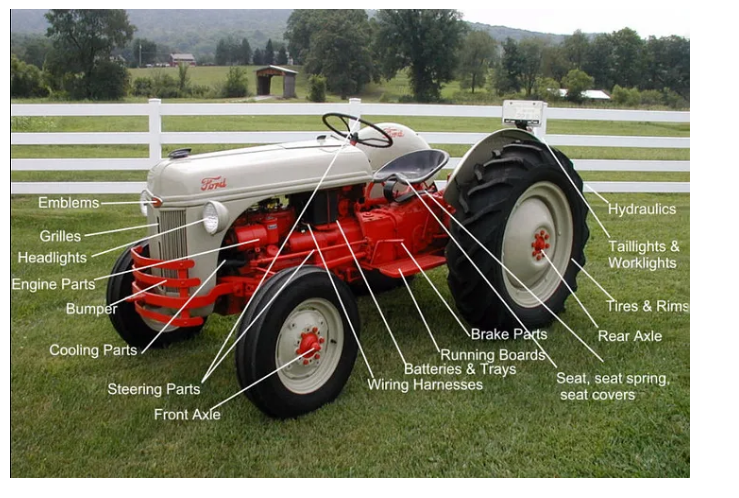 Ford
Ford
Emblems
Grilles
Headlights
Engine Parts
Bumper
Cooling Parts
Steering Parts
Front Axle
Hydraulics
Taillights &
Worklights
Tires & Rims
Rear Axle
Brake Parts
Running Boards
Batteries & Trays
Wiring Harnesses
Seat, seat spring,
seat covers